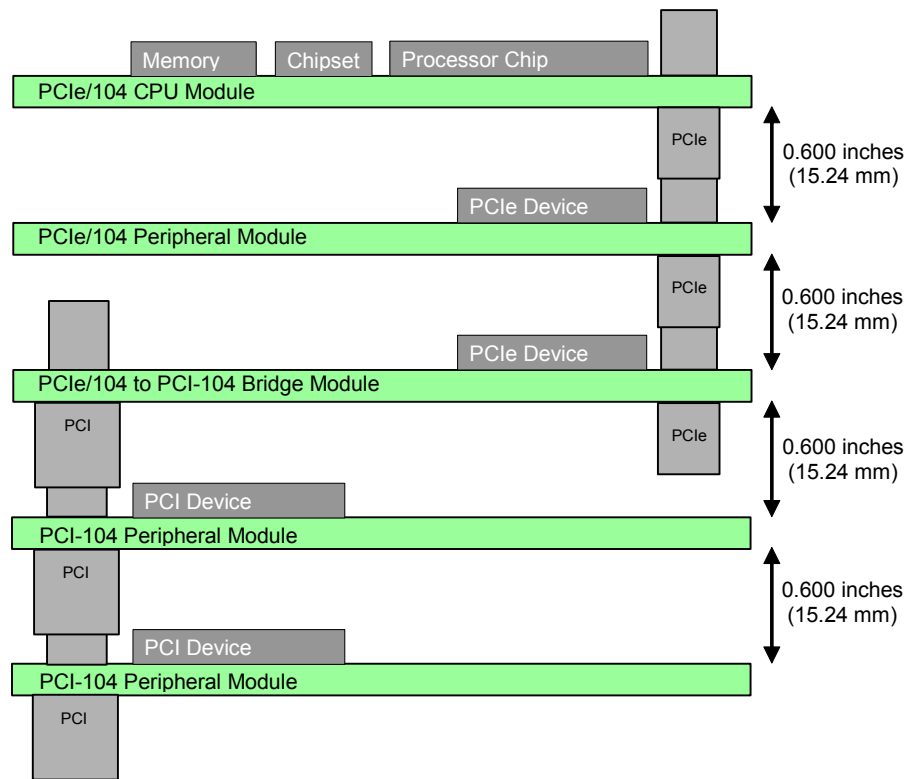 Memory
Chipset
Processor Chip
PCIe/104 CPU Module
PCIe
0.600 inches
(15.24 mm)
PCIe Device
PCIe/104 Peripheral Module
PCIe
0.600 inches
(15.24 mm)
PCIe Device
PCIe/104 to PCI-104 Bridge Module
PCI
PCIe
0.600 inches
(15.24 mm)
PCI Device
PCI-104 Peripheral Module
PCI
0.600 inches
(15.24 mm)
PCI Device
PCI-104 Peripheral Module
PCI